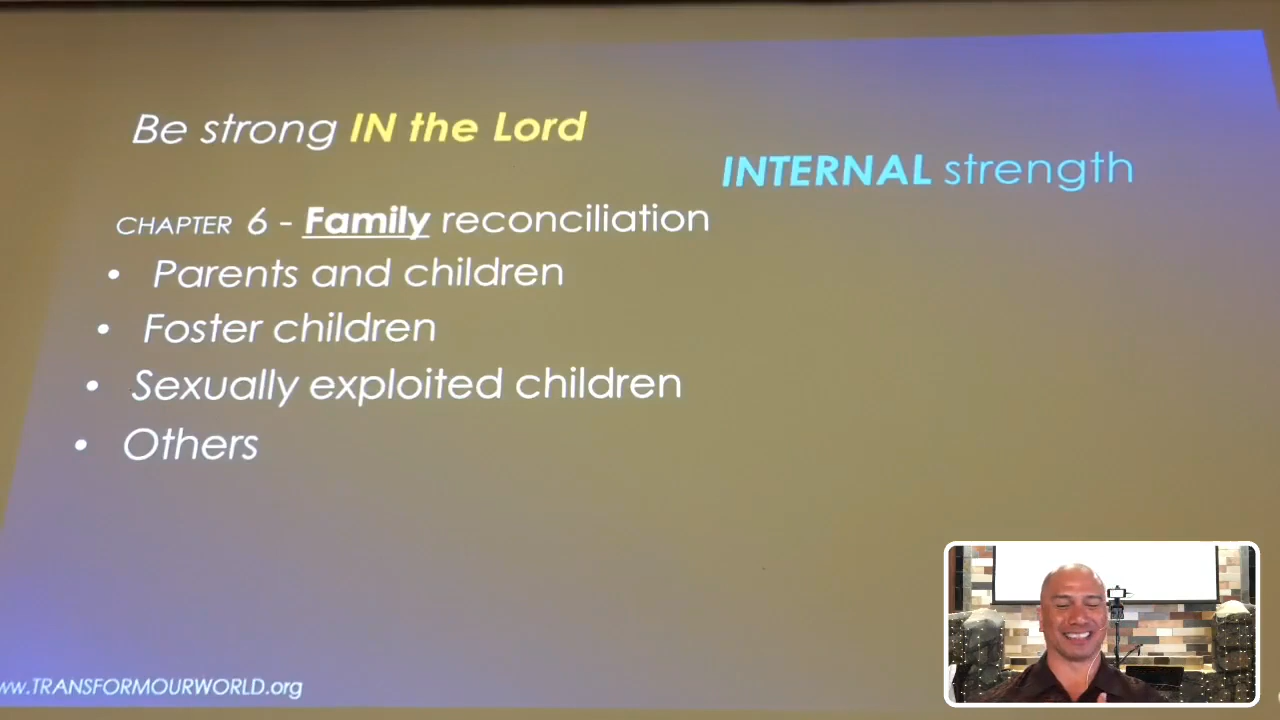 Be strong IN the Lord
INTERNAL strength
CHAPTER 6 - Family reconciliation
• Parents and children
• Foster children
• Sexually exploited children
• Others
ww.TRANSFORMOURWORLD.org